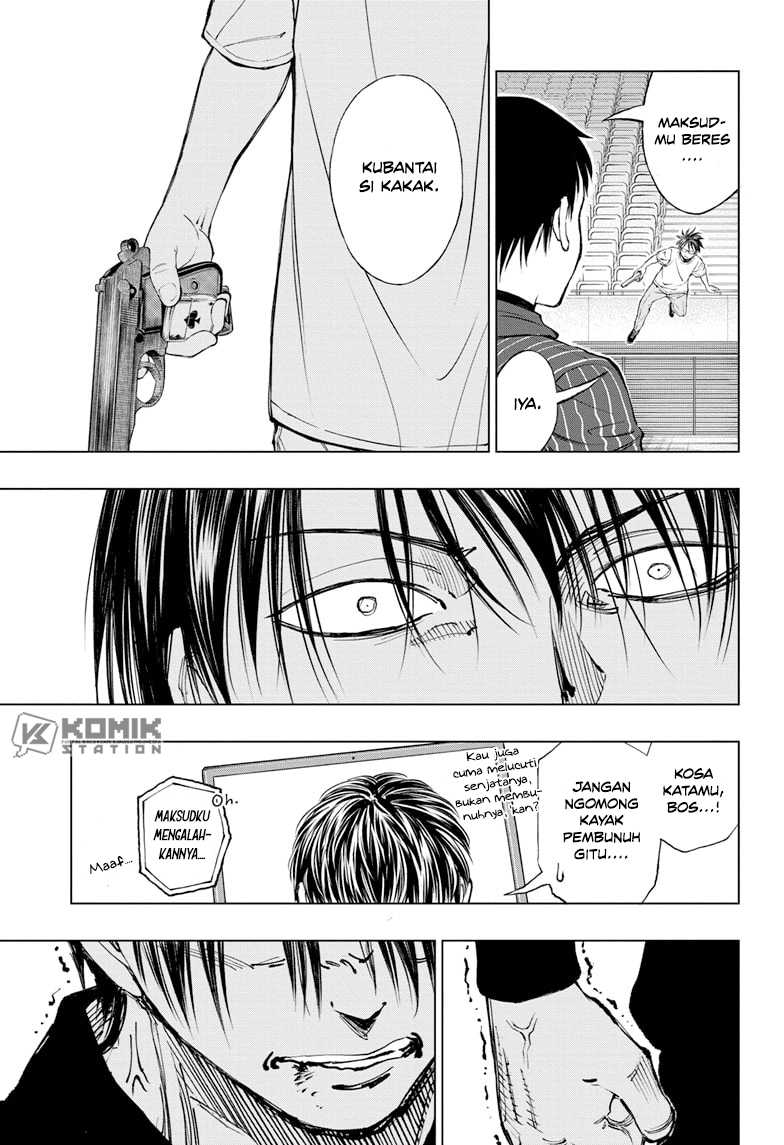 MAKSUD-
MU BERES
....
IYA.
KUBANTAI
SI KAKAK.
KOSA
KATAMU,
BOS...!
JANGAN
NGOMONG
KAYAK
PEMBUNUH
GITU....
Kau juga
cuma melucuti
senjatanya,
bukan membu-
nuhnya, 'kan?
Oh.
MAKSUDKU
MENGALAH-
KANNYA....
Maaf....
KOMIK
STATION